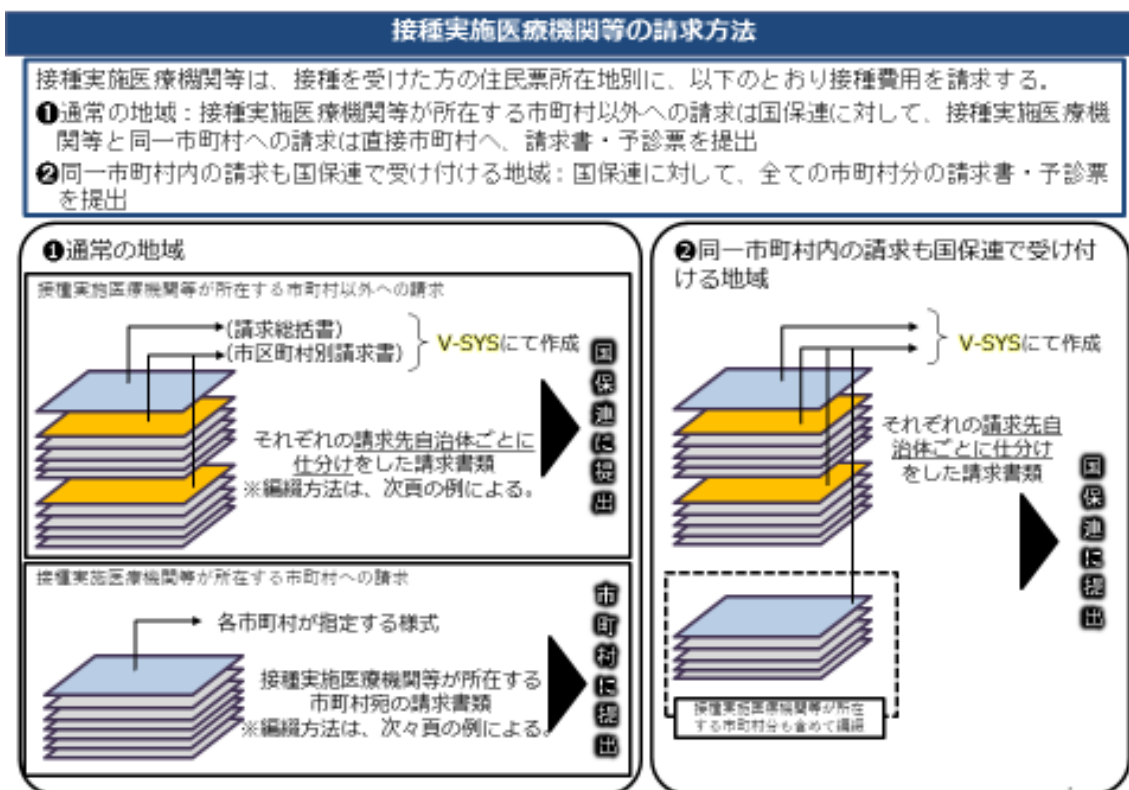 接種実施医療機関等の請求方法
接種実施医療機関等は、接種を受けた方の住民票所在地別に、以下のとおり接種費用を請求する。
❶通常の地域：接種実施医療機関等が所在する市町村以外への請求は国保連に対して、接種実施医療機
関等と同一市町村への請求は直接市町村へ、請求書・予診票を提出
❷同一市町村内の請求も国保連で受け付ける地域：国保連に対して、全ての市町村分の請求書・予診票
を提出
❶通常の地域
接種実施医療機関等が所在する市町村以外への請求
(請求総括書)
(市区町村別請求書)
V-SYSにて作成
それぞれの請求先自治体ごとに
仕分けをした請求書類
※編綴方法は、次頁の例による。
国保連に提出
接種実施医療機関等が所在する市町村への請求
各市町村が指定する様式
接種実施医療機関等が所在する
市町村宛の請求書類
※編綴方法は、次々頁の例による。
市町村に提出
❷同一市町村内の請求も国保連で受け付
ける地域
V-SYSにて作成
それぞれの請求先自
治体ごとに仕分け
をした請求書類
国保連に提出
接種実施医療機関等が所在
する市町村分も含めて編綴